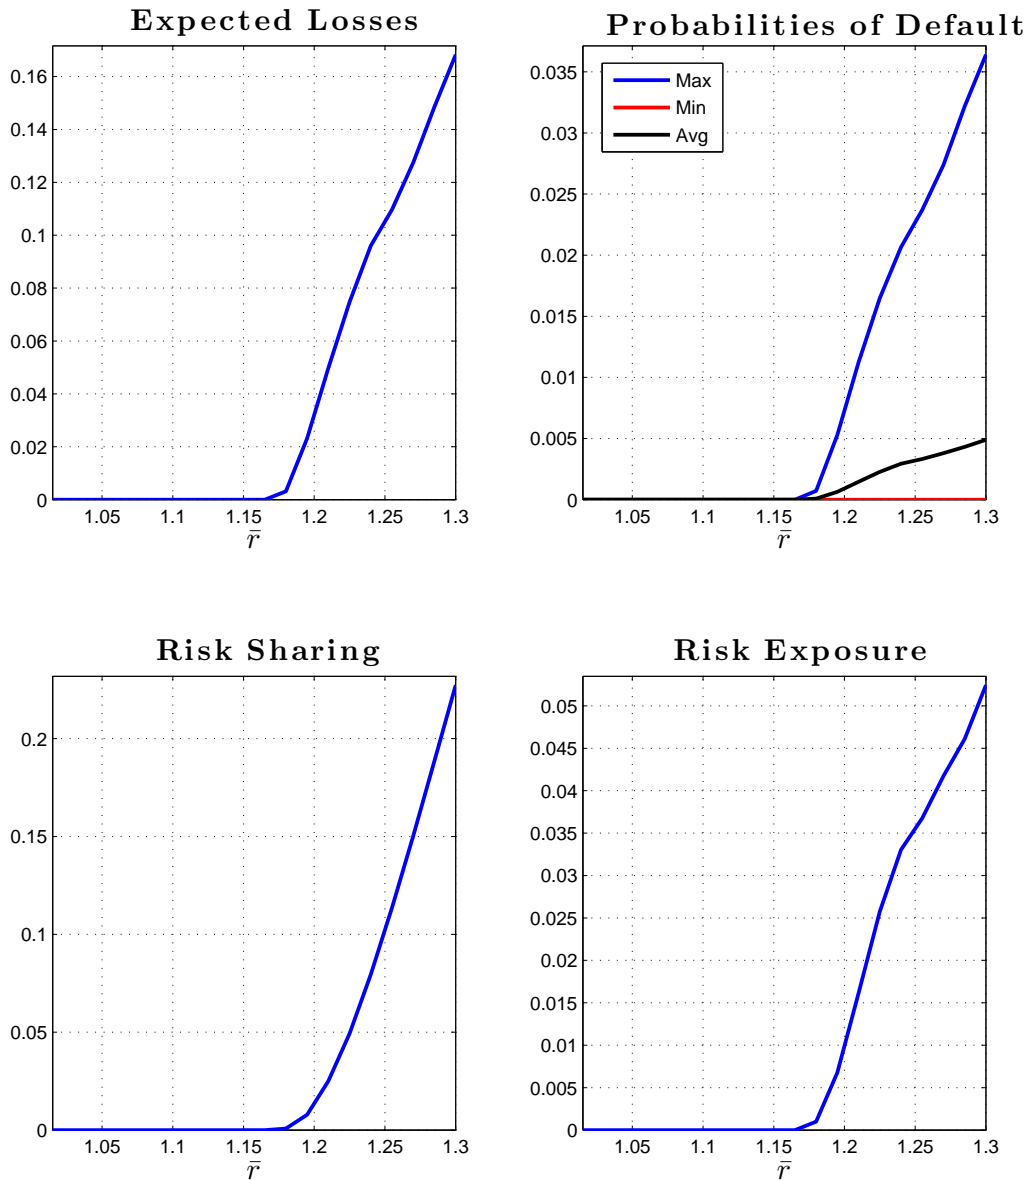 Expected Losses
0.16
0.14
0.12
0.1
0.08
0.06
0.04
0.02
0
1.05 1.1 1.15 1.2 1.25 1.3
r̄
Probabilities of Default
0.035
0.03
0.025
0.02
0.015
0.01
0.005
0
Max
Min
Avg
1.05 1.1 1.15 1.2 1.25 1.3
r̄
Risk Sharing
0.2
0.15
0.1
0.05
0
1.05 1.1 1.15 1.2 1.25 1.3
r̄
Risk Exposure
0.05
0.045
0.04
0.035
0.03
0.025
0.02
0.015
0.01
0.005
0
1.05 1.1 1.15 1.2 1.25 1.3
r̄